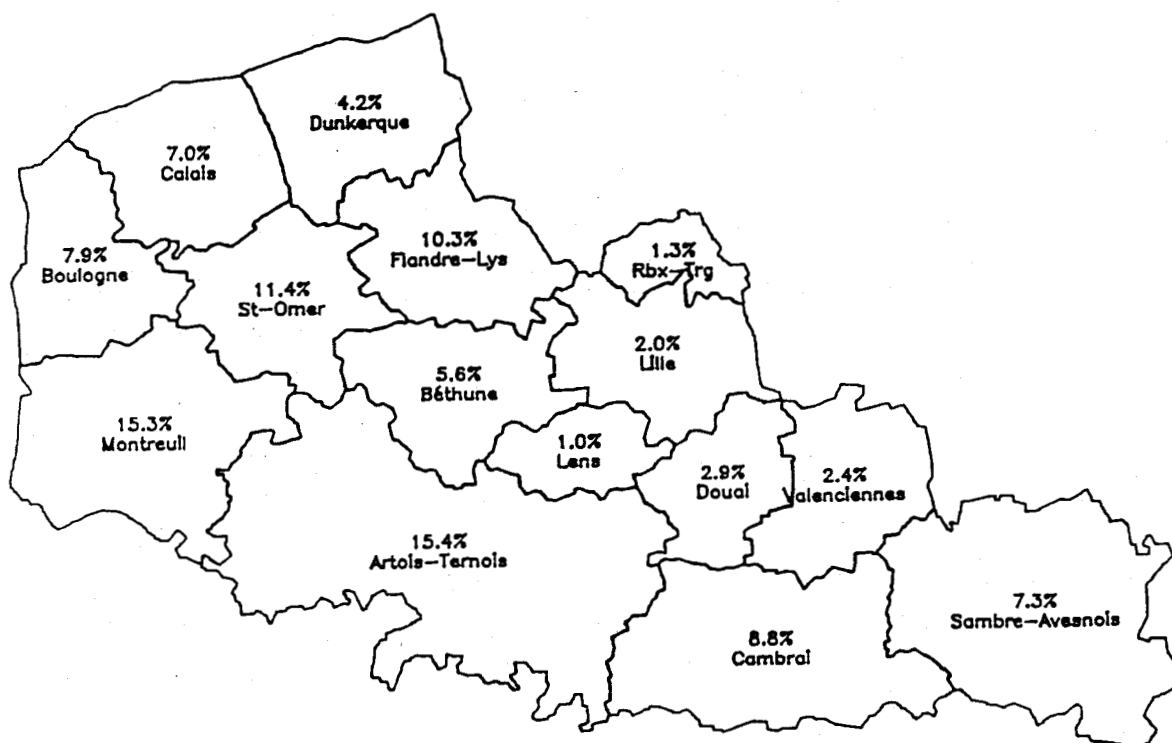 4.2%
Dunkerque
7.0%
Calais
10.3%
Flandre-Lys
1.3%
Rbx-Trg
7.9%
Boulogne
11.4%
St-Omer
2.0%
Lille
5.6%
Béthune
15.3%
Montreuil
1.0%
Lens
2.9%
Douai
2.4%
Valenciennes
15.4%
Artois-Ternois
7.3%
Sambre-Avesnois
8.8%
Cambrai